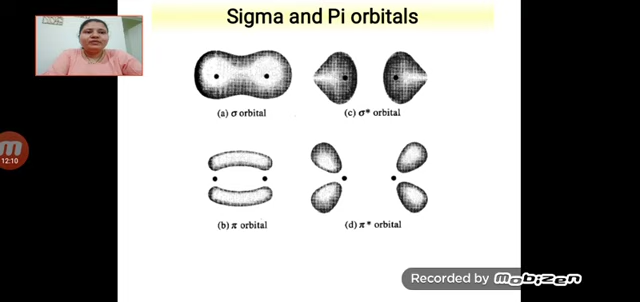 Sigma and Pi orbitals
(a) σ orbital
(c) σ* orbital
(b) π orbital
(d) π* orbital
m
12:10
Recorded by mobizen